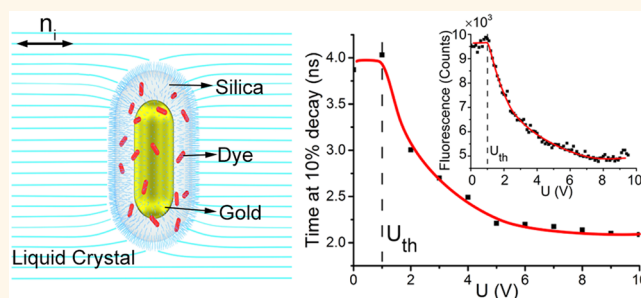 n_i
Silica
Dye
Gold
Liquid Crystal
Time at 10% decay (ns)
4.0
3.5
3.0
2.5
2.0
0 2 4 6 8 10
U (V)
U_th
×10³
Fluorescence (Counts)
10
9
8
7
6
5
0 2 4 6 8 10
U (V)
U_th